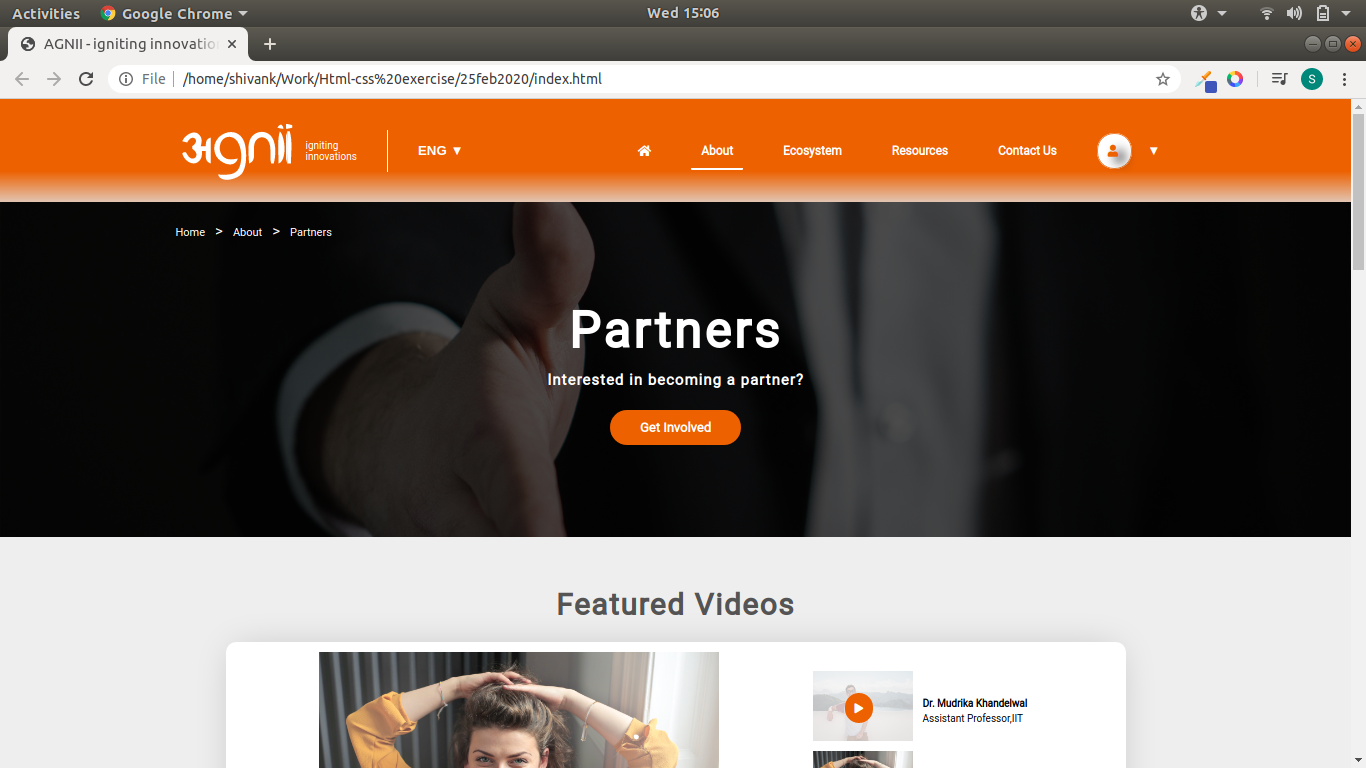 Activities Google Chrome Wed 15:06
AGNII - igniting innovatio
File /home/shivank/Work/Html-css%20exercise/25feb2020/index.html S
अgnii igniting
innovations
ENG ▼ About Ecosystem Resources Contact Us ▼
Home > About > Partners
Partners
Interested in becoming a partner?
Get Involved
Featured Videos
Dr. Mudrika Khandelwal
Assistant Professor,IIT